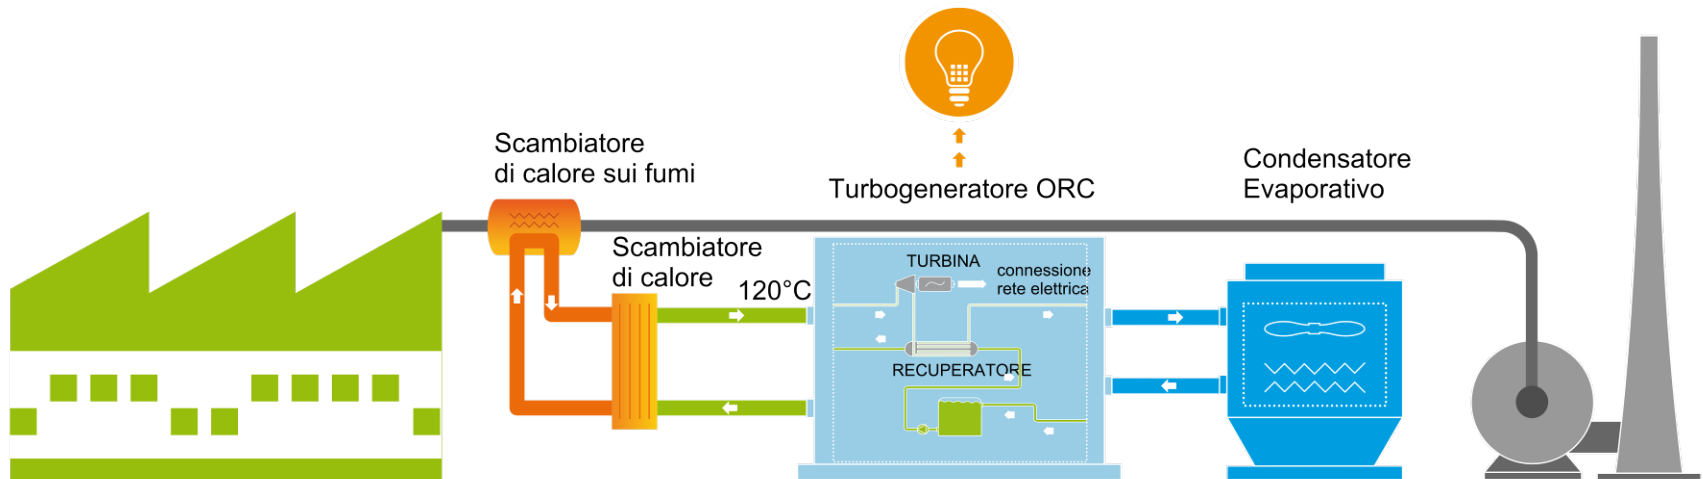 Scambiatore
di calore sui fumi
Scambiatore
di calore
120°C
Turbogeneratore ORC
TURBINA
connessione
rete elettrica
RECUPERATORE
Condensatore
Evaporativo